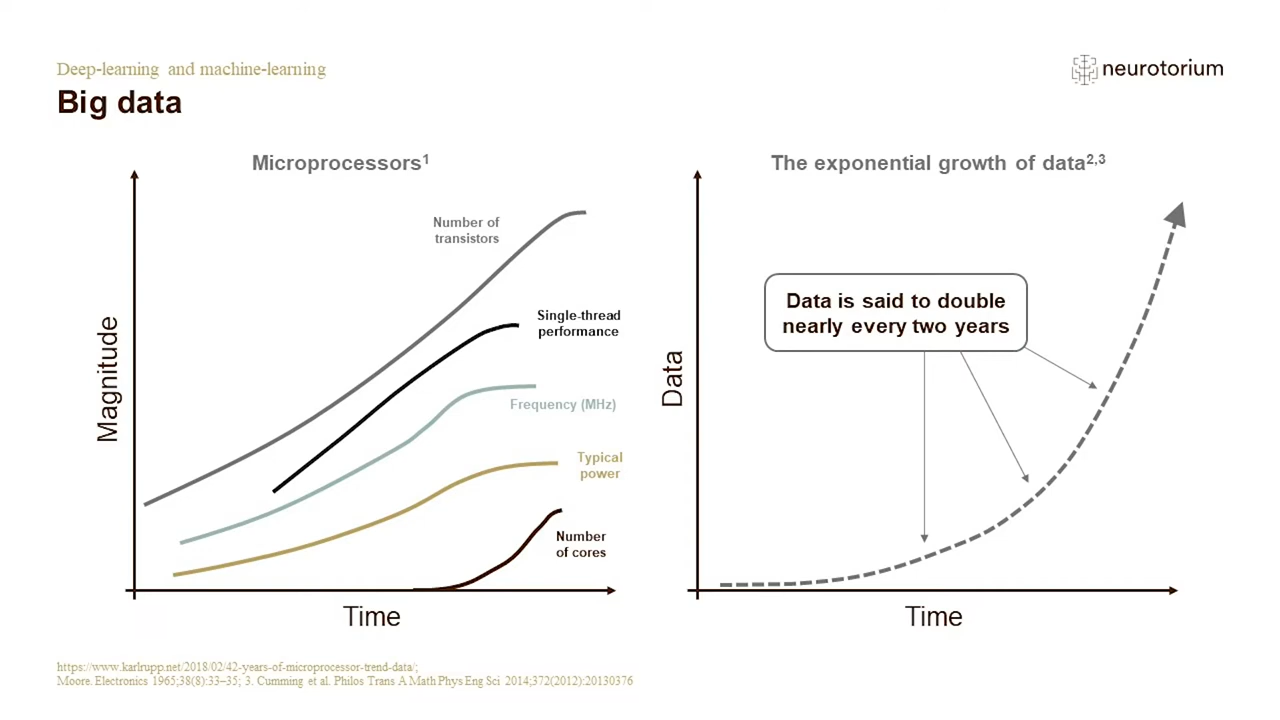 Deep-learning and machine-learning
neurotorium
Big data
Microprocessors1
Number of
transistors
Single-thread
performance
Frequency (MHz)
Typical
power
Number
of cores
Magnitude
Time
The exponential growth of data2,3
Data is said to double
nearly every two years
Data
Time
https://www.karlrupp.net/2018/02/42-years-of-microprocessor-trend-data/;
Moore. Electronics 1965;38(8):33–35; 3. Cumming et al. Philos Trans A Math Phys Eng Sci 2014;372(2012):20130376